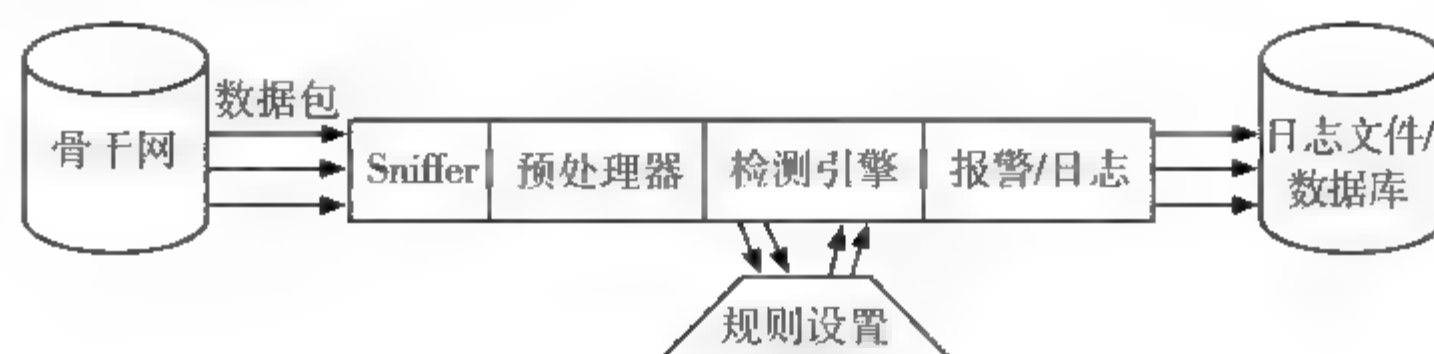 数据包
骨干网
Sniffer
预处理器
检测引擎
报警/日志
日志文件/
数据库
规则设置